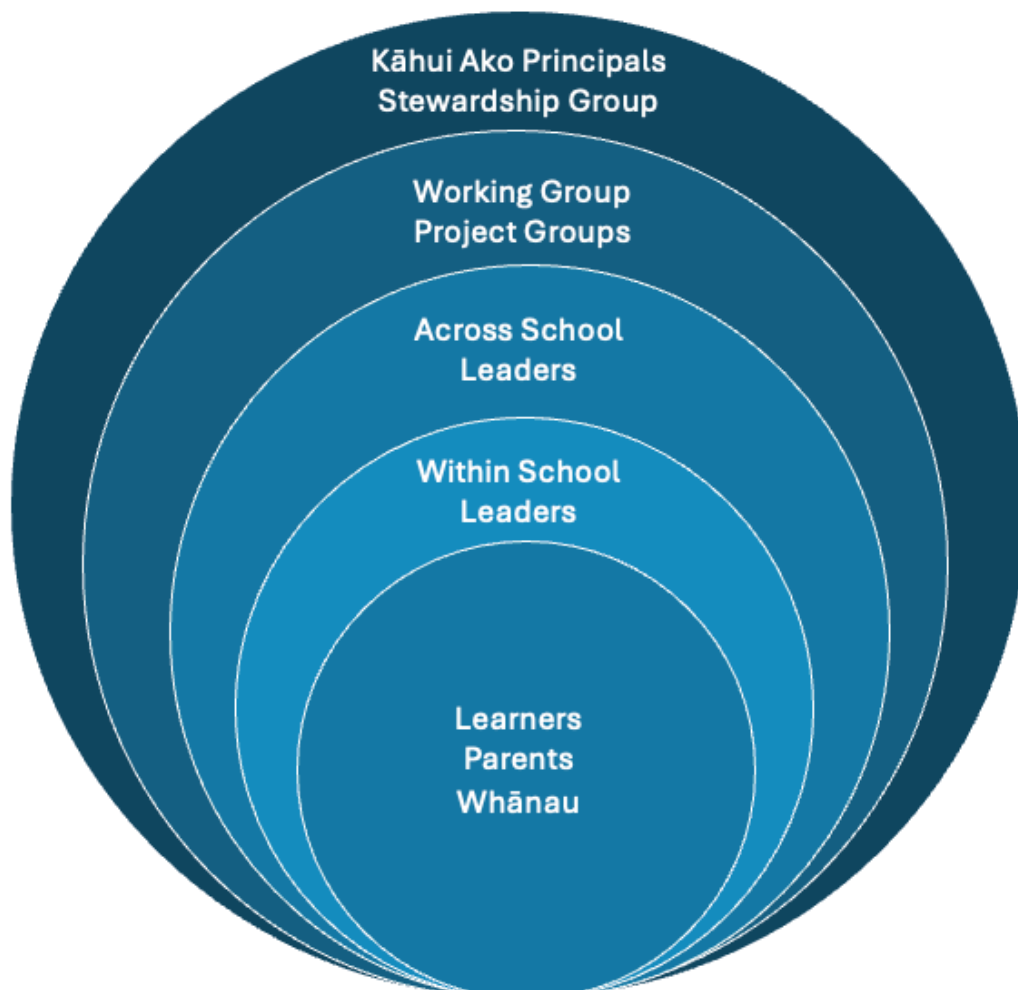 Kāhui Ako Principals
Stewardship Group
Working Group
Project Groups
Across School
Leaders
Within School
Leaders
Learners
Parents
Whānau